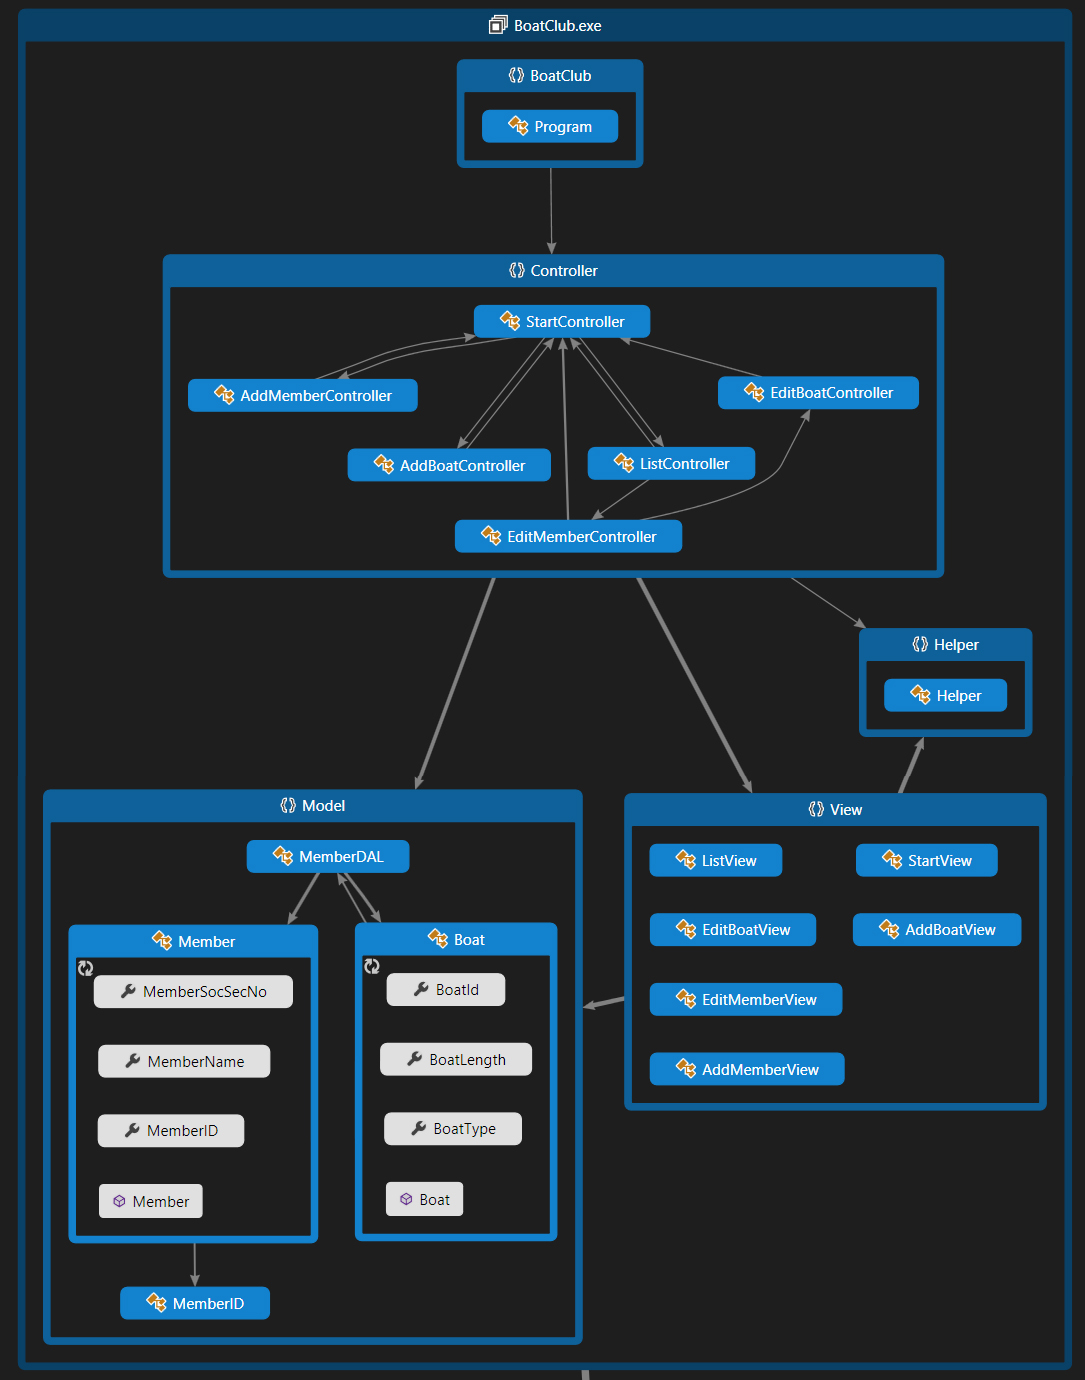 BoatClub.exe
BoatClub
Program
Controller
StartController
AddMemberController
EditBoatController
AddBoatController
ListController
EditMemberController
Helper
Helper
Model
View
MemberDAL
ListView
StartView
Member
Boat
EditBoatView
AddBoatView
MemberSocSecNo
BoatId
EditMemberView
MemberName
BoatLength
AddMemberView
MemberID
BoatType
Member
Boat
MemberID